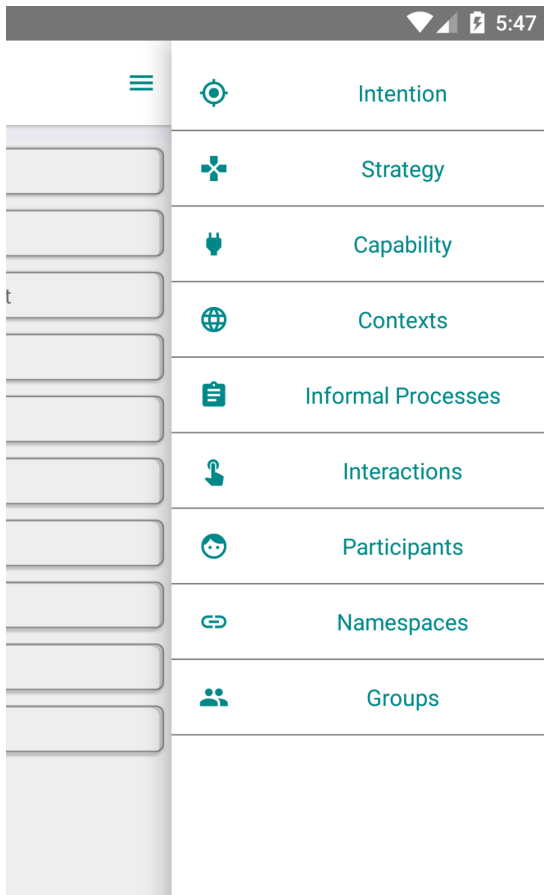 5:47
Intention
Strategy
Capability
t
Contexts
Informal Processes
Interactions
Participants
Namespaces
Groups